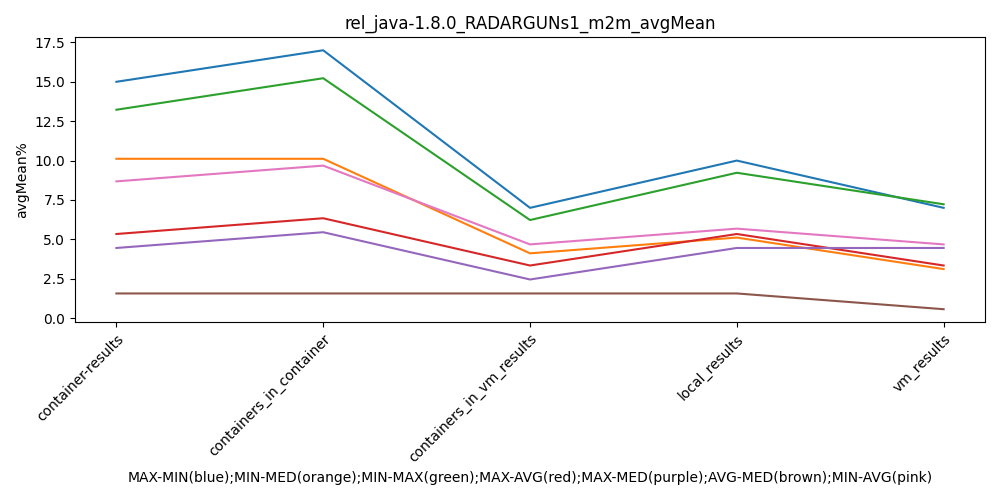 rel_java-1.8.0_RADARGUNs1_m2m_avgMean
17.5
15.0
12.5
10.0
7.5
5.0
2.5
0.0
avgMean%
container-results
containers_in_container
containers_in_vm_results
local_results
vm_results
MAX-MIN(blue);MIN-MED(orange);MIN-MAX(green);MAX-AVG(red);MAX-MED(purple);AVG-MED(brown);MIN-AVG(pink)